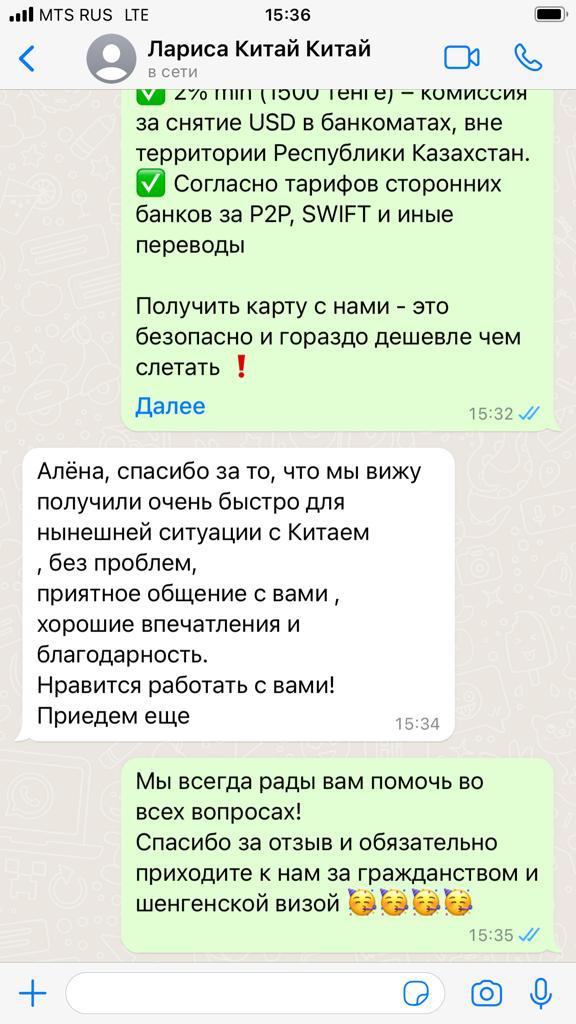 MTS RUS LTE 15:36
Лариса Китай Китай
в сети
✅ 2% min (1500 тенге) – комиссия
за снятие USD в банкоматах, вне
территории Республики Казахстан.
✅ Согласно тарифов сторонних
банков за P2P, SWIFT и иные
переводы
Получить карту с нами - это
безопасно и гораздо дешевле чем
слетать ❗
Далее
15:32
Алёна, спасибо за то, что мы вижу
получили очень быстро для
нынешней ситуации с Китаем
, без проблем,
приятное общение с вами ,
хорошие впечатления и
благодарность.
Нравится работать с вами!
Приедем еще
15:34
Мы всегда рады вам помочь во
всех вопросах!
Спасибо за отзыв и обязательно
приходите к нам за гражданством и
шенгенской визой 🥳🥳🥳🥳
15:35